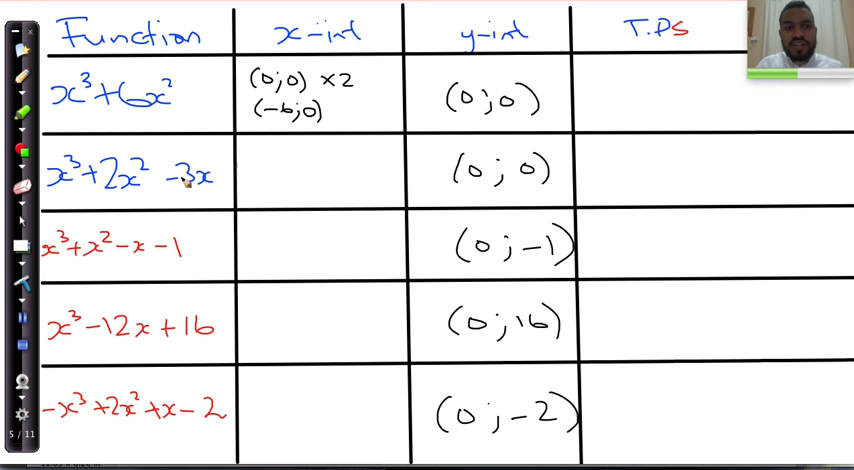 Function x-int y-int T.PS
x³+6x² (0;0) ×2 (0;0)
(-6;0)
x³+2x² -3x (0;0)
x³+x²-x-1 (0;-1)
x³-12x+16 (0;16)
-x³+2x²+x-2 (0;-2)
5 / 11